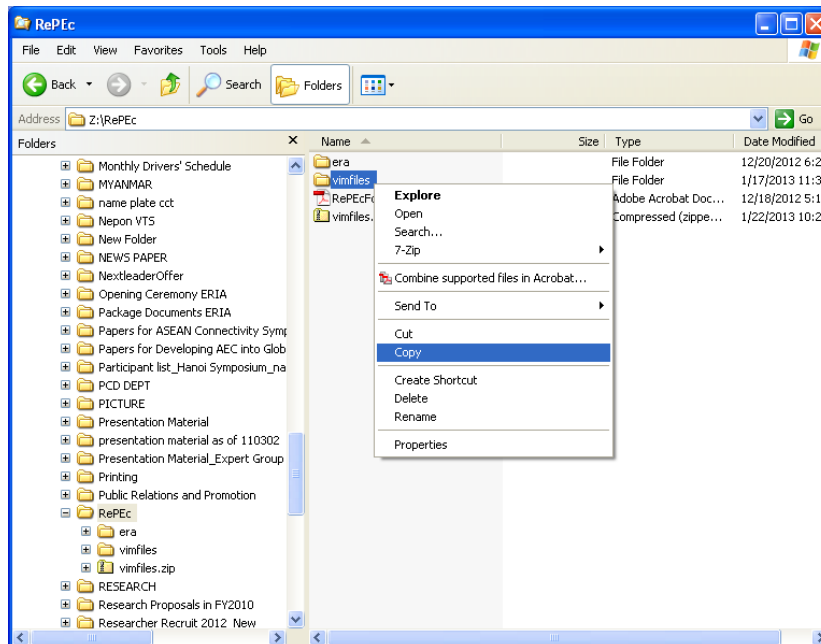 RePEc
File Edit View Favorites Tools Help
Back Search Folders
Address Z:\RePEc Go
Folders
Monthly Drivers' Schedule
MYANMAR
name plate cct
Nepon VTS
New Folder
NEWS PAPER
NextleaderOffer
Opening Ceremony ERIA
Package Documents ERIA
Papers for ASEAN Connectivity Symp
Papers for Developing AEC into Glob
Participant list_Hanoi Symposium_na
PCD DEPT
PICTURE
Presentation Material
presentation material as of 110302
Presentation Material_Expert Group
Printing
Public Relations and Promotion
RePEc
era
vimfiles
vimfiles.zip
RESEARCH
Research Proposals in FY2010
Researcher Recruit 2012 New
Name Size Type Date Modified
era File Folder 12/20/2012 6:2
vimfiles File Folder 1/17/2013 11:3
RePEcFo Adobe Acrobat Doc... 12/18/2012 5:1
vimfiles. Compressed (zippe... 1/22/2013 10:2
Explore
Open
Search...
7-Zip
Combine supported files in Acrobat...
Send To
Cut
Copy
Create Shortcut
Delete
Rename
Properties